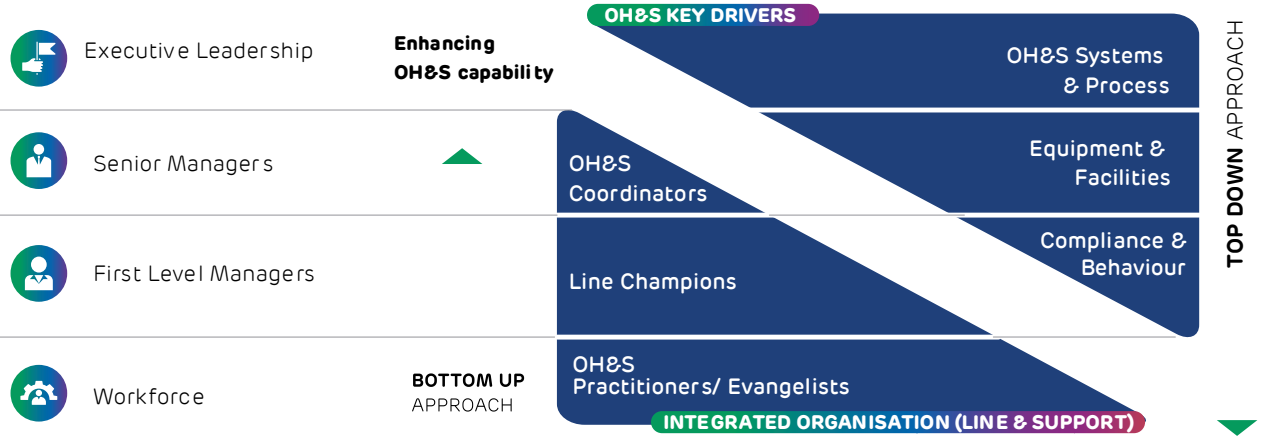 OH&S KEY DRIVERS
Executive Leadership
Enhancing
OH&S capability
OH&S Systems
& Process
Senior Managers
OH&S
Coordinators
Equipment &
Facilities
First Level Managers
Line Champions
Compliance &
Behaviour
Workforce
BOTTOM UP
APPROACH
OH&S
Practitioners/ Evangelists
INTEGRATED ORGANISATION (LINE & SUPPORT)
TOP DOWN APPROACH